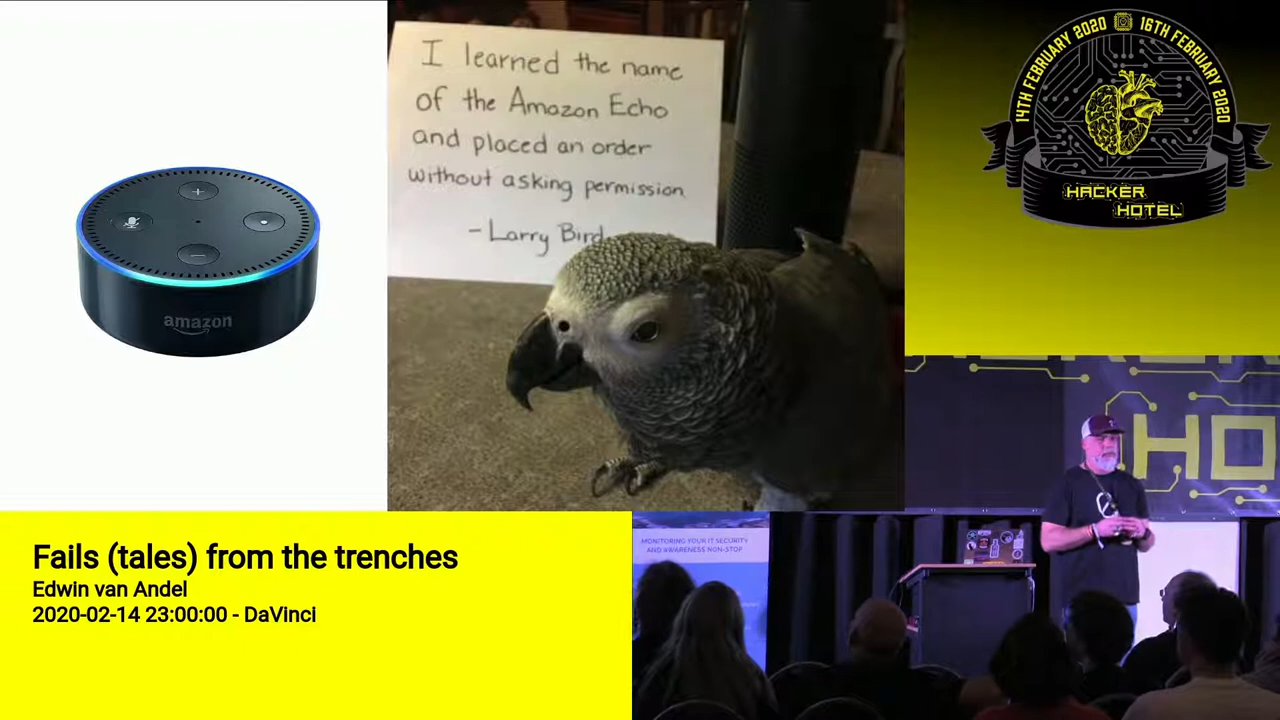 I learned the name
of the Amazon Echo
and placed an order
without asking permission
- Larry Bird
amazon
14TH FEBRUARY 2020
16TH FEBRUARY 2020
HACKER
HOTEL
HO
MONITORING YOUR IT SECURITY
AND AWARENESS NON-STOP
Fails (tales) from the trenches
Edwin van Andel
2020-02-14 23:00:00 - DaVinci